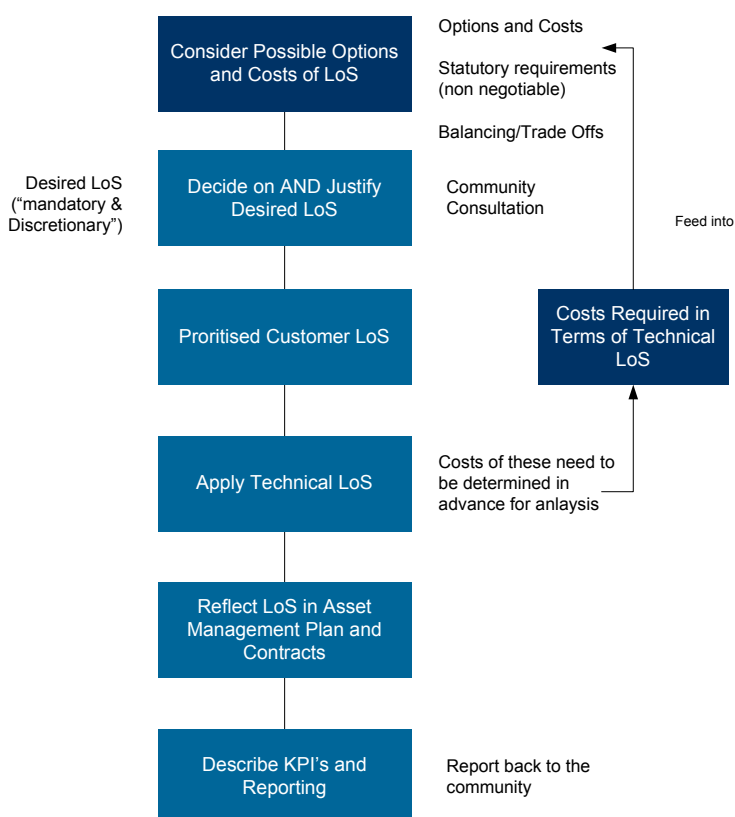 Consider Possible Options
and Costs of LoS
Options and Costs
Statutory requirements
(non negotiable)
Balancing/Trade Offs
Desired LoS
(“mandatory &
Discretionary”)
Decide on AND Justify
Desired LoS
Community
Consultation
Feed into
Proritised Customer LoS
Costs Required in
Terms of Technical
LoS
Apply Technical LoS
Costs of these need to
be determined in
advance for anlaysis
Reflect LoS in Asset
Management Plan and
Contracts
Describe KPI's and
Reporting
Report back to the
community